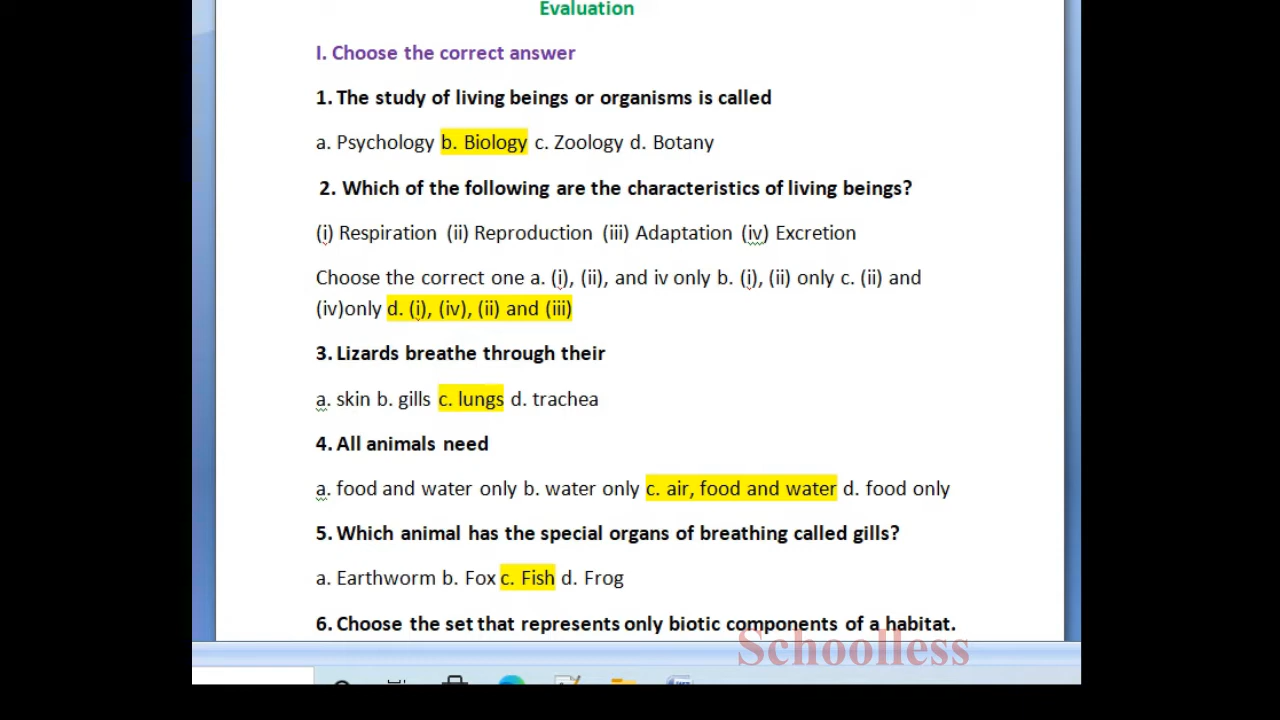 Evaluation
I. Choose the correct answer
1. The study of living beings or organisms is called
a. Psychology b. Biology c. Zoology d. Botany
2. Which of the following are the characteristics of living beings?
(i) Respiration (ii) Reproduction (iii) Adaptation (iv) Excretion
Choose the correct one a. (i), (ii), and iv only b. (i), (ii) only c. (ii) and
(iv)only d. (i), (iv), (ii) and (iii)
3. Lizards breathe through their
a. skin b. gills c. lungs d. trachea
4. All animals need
a. food and water only b. water only c. air, food and water d. food only
5. Which animal has the special organs of breathing called gills?
a. Earthworm b. Fox c. Fish d. Frog
6. Choose the set that represents only biotic components of a habitat.
Schoolless